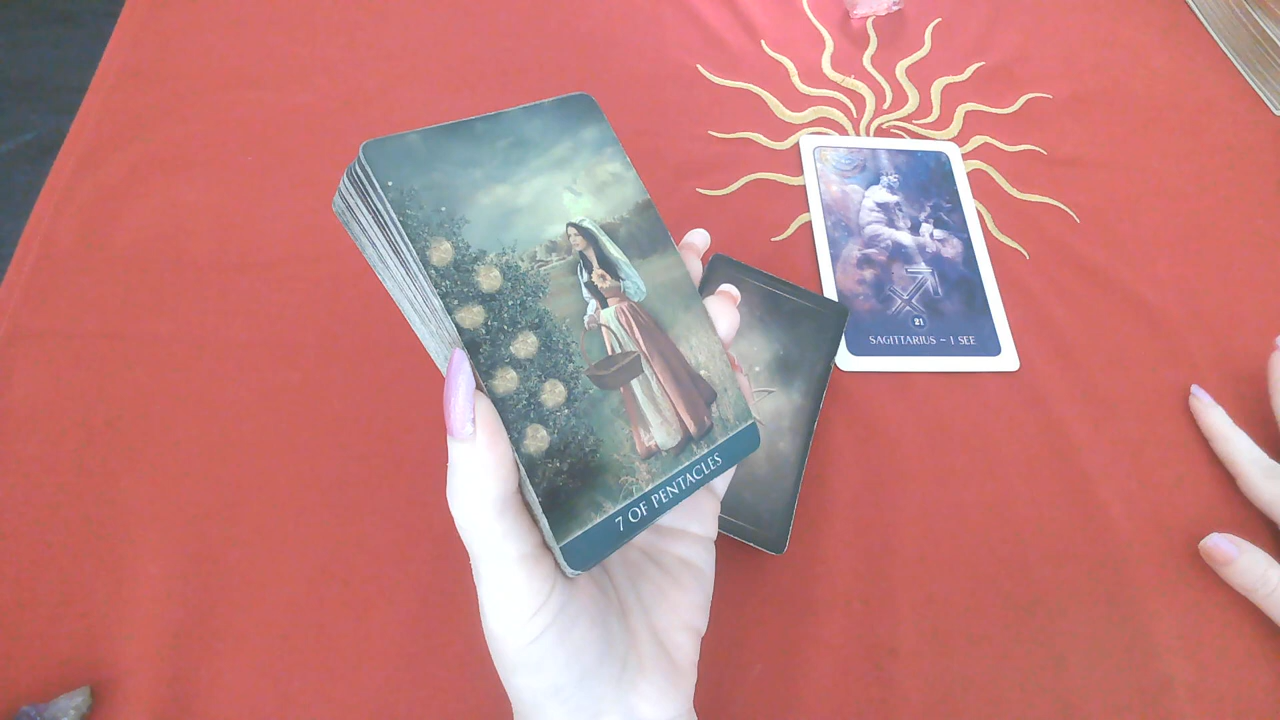 7 OF PENTACLES
21
SAGITTARIUS – I SEE